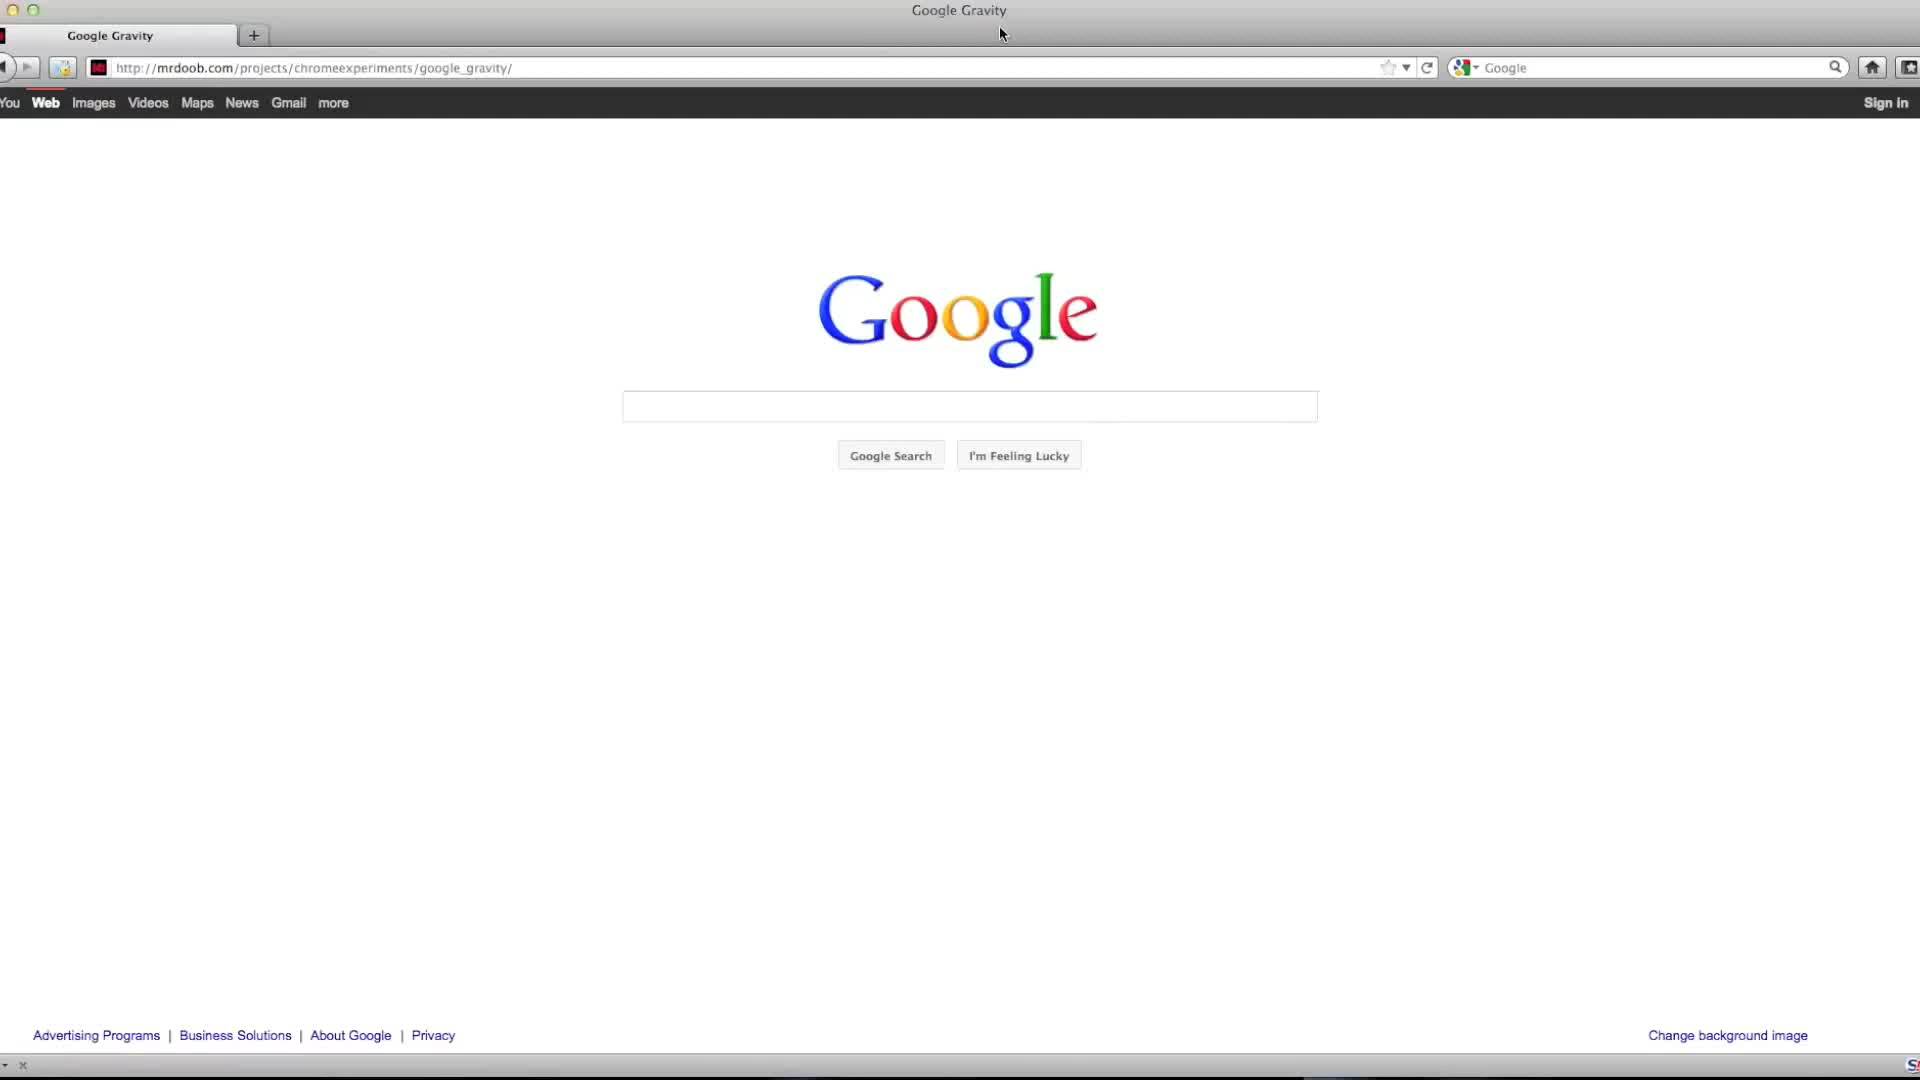 Google Gravity
Google Gravity
http://mrdoob.com/projects/chromeexperiments/google_gravity/
Google
You Web Images Videos Maps News Gmail more
Sign in
Google
Google Search I'm Feeling Lucky
Advertising Programs | Business Solutions | About Google | Privacy
Change background image